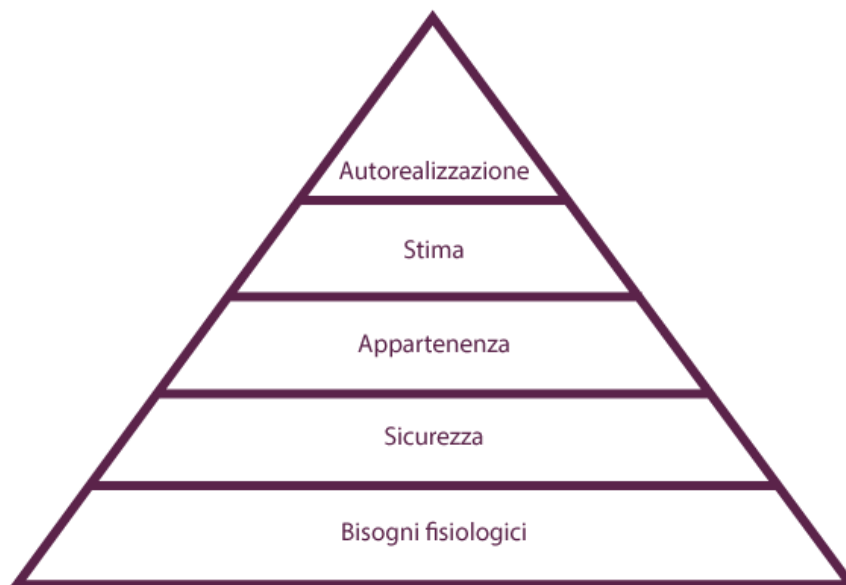 Autorealizzazione
Stima
Appartenenza
Sicurezza
Bisogni fisiologici